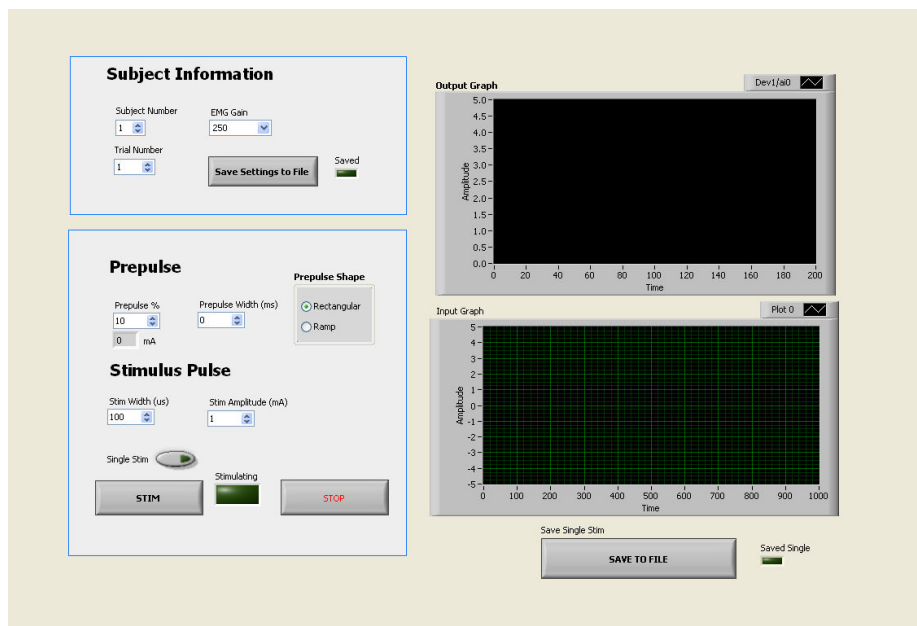 Subject Information
Subject Number
EMG Gain
1
250
Trial Number
1
Save Settings to File
Saved
Prepulse
Prepulse Shape
Prepulse %
Prepulse Width (ms)
10
0
0 mA
Rectangular
Ramp
Stimulus Pulse
Stim Width (us)
Stim Amplitude (mA)
100
1
Single Stim
Stimulating
STIM
STOP
Output Graph
Dev1/ai0
5.0
4.5
4.0
3.5
3.0
2.5
2.0
1.5
1.0
0.5
0.0
Amplitude
0 20 40 60 80 100 120 140 160 180 200
Time
Input Graph
Plot 0
5
4
3
2
1
0
-1
-2
-3
-4
-5
Amplitude
0 100 200 300 400 500 600 700 800 900 1000
Time
Save Single Stim
SAVE TO FILE
Saved Single